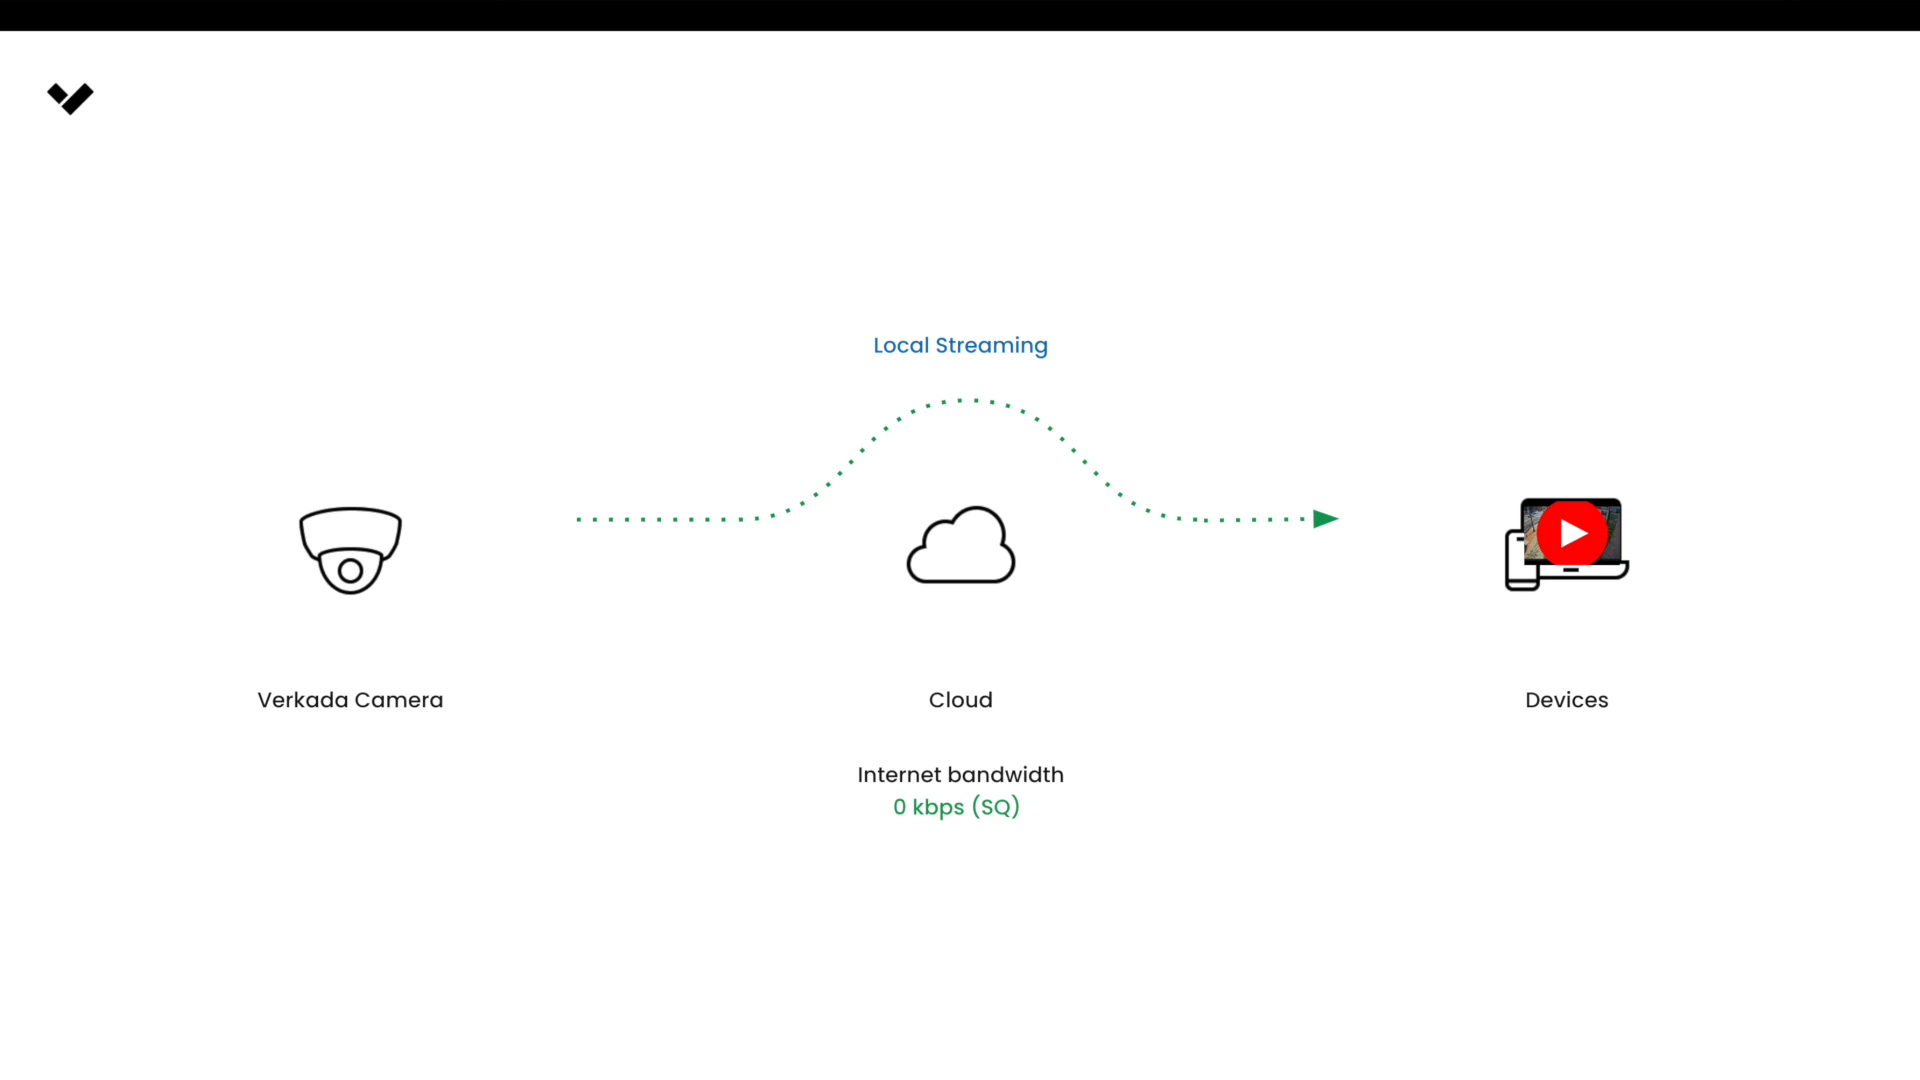 Local Streaming
Verkada Camera
Cloud
Devices
Internet bandwidth
0 kbps (SQ)